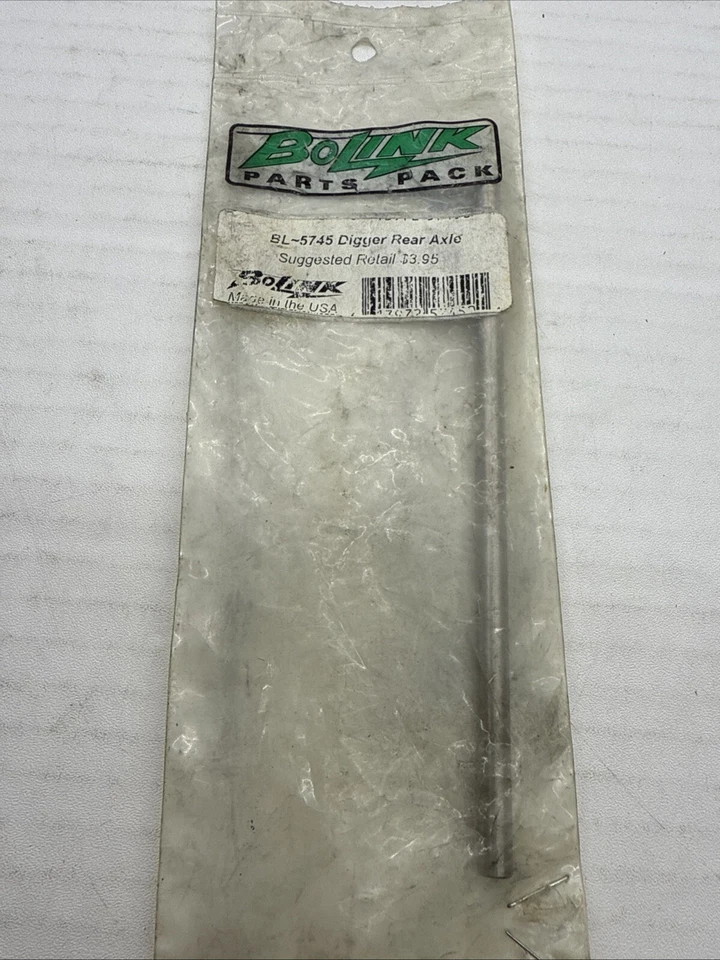 BOLINK
PARTS PACK
BL-5745 Digger Rear Axle
Suggested Retail $3.95
BOLINK
Made in the USA